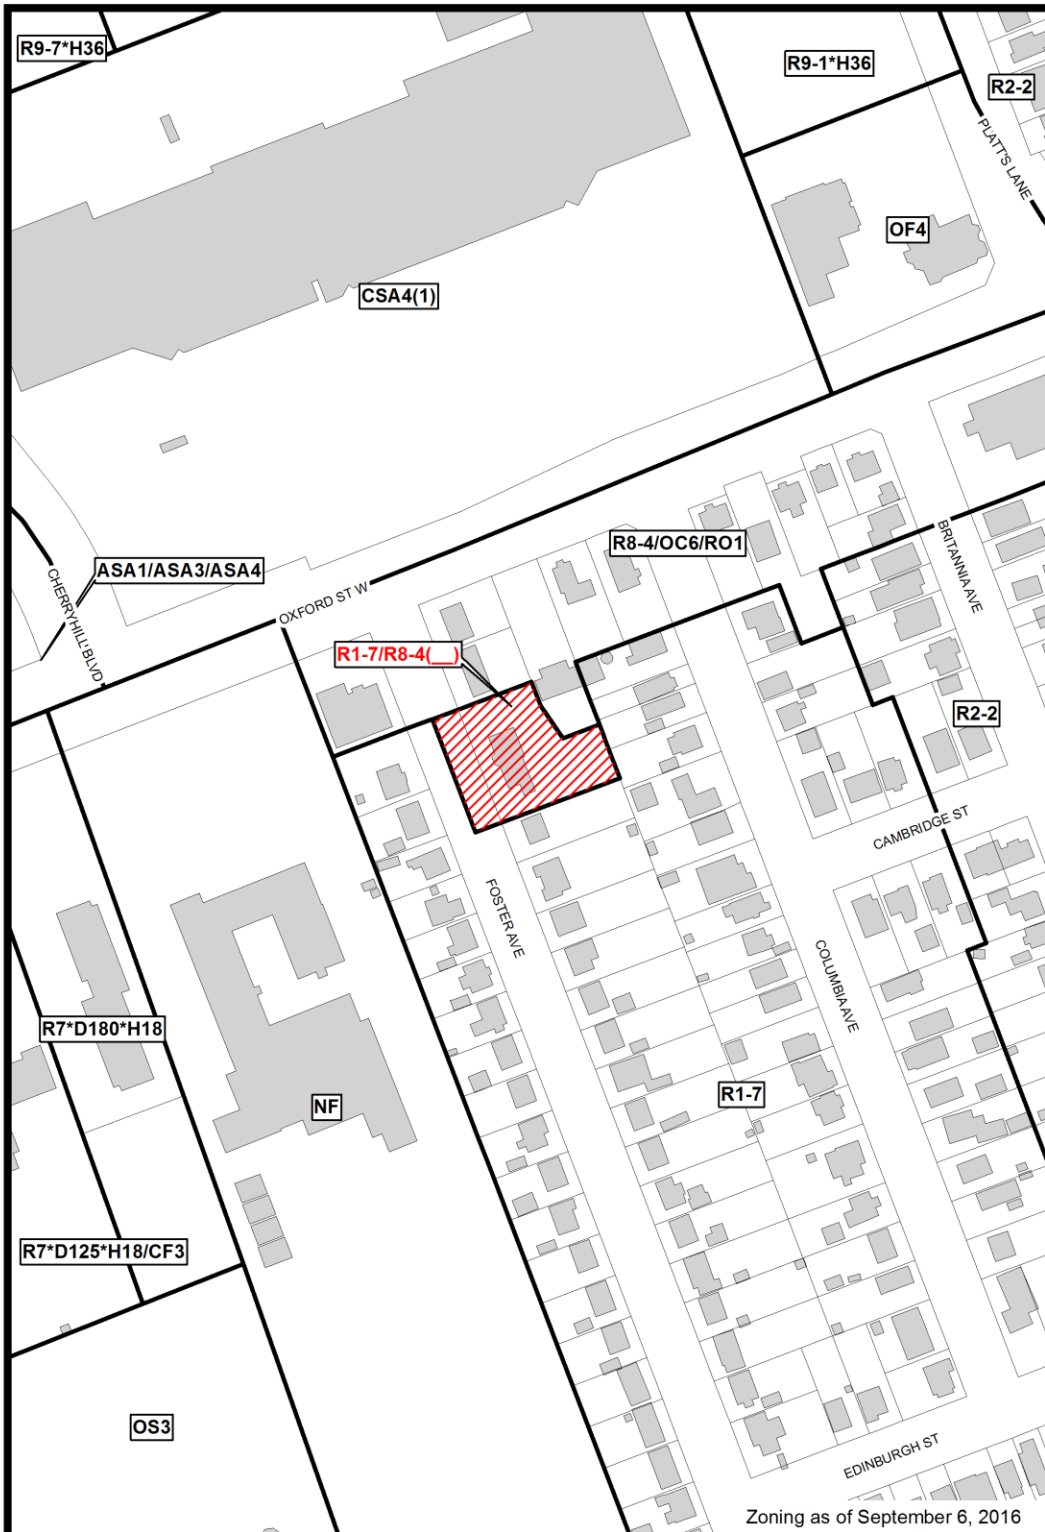 R9-7*H36
R9-1*H36
R2-2
PLATT'S LANE
OF4
CSA4(1)
R8-4/OC6/RO1
BRITANNIA AVE
ASA1/ASA3/ASA4
CHERRYHILL BLVD
OXFORD ST W
R1-7/R8-4(__)
R2-2
CAMBRIDGE ST
FOSTER AVE
COLUMBIA AVE
R7*D180*H18
NF
R1-7
R7*D125*H18/CF3
OS3
EDINBURGH ST
Zoning as of September 6, 2016